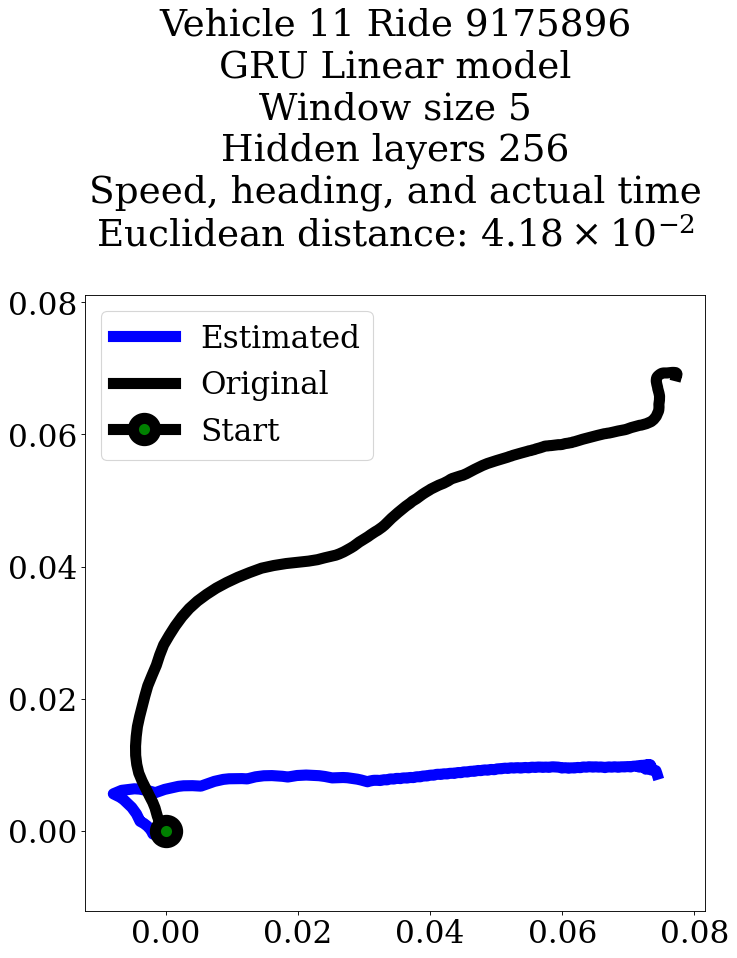 Vehicle 11 Ride 9175896
GRU Linear model
Window size 5
Hidden layers 256
Speed, heading, and actual time
Euclidean distance: 4.18 × 10⁻²
0.08
0.06
0.04
0.02
0.00
Estimated
Original
Start
0.00 0.02 0.04 0.06 0.08